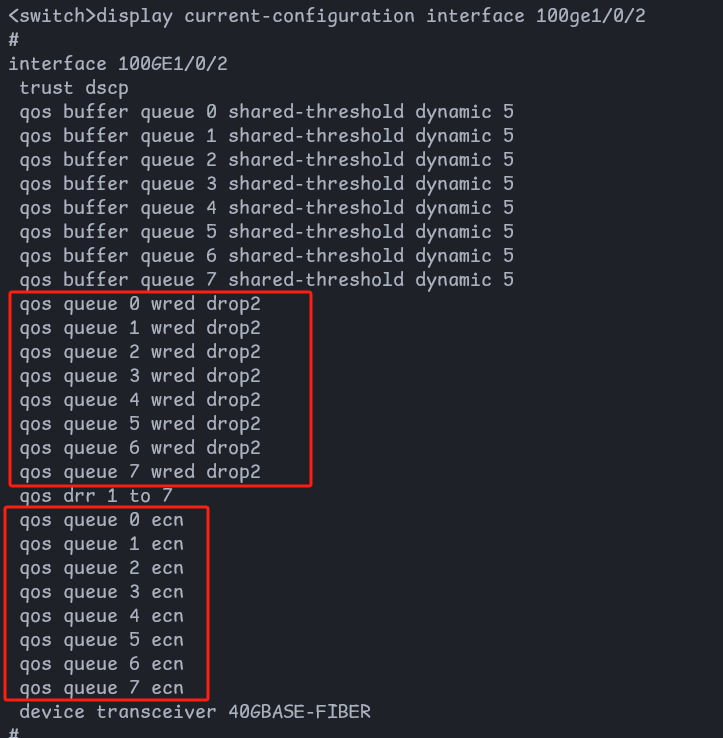 <switch>display current-configuration interface 100ge1/0/2
#
interface 100GE1/0/2
 trust dscp
 qos buffer queue 0 shared-threshold dynamic 5
 qos buffer queue 1 shared-threshold dynamic 5
 qos buffer queue 2 shared-threshold dynamic 5
 qos buffer queue 3 shared-threshold dynamic 5
 qos buffer queue 4 shared-threshold dynamic 5
 qos buffer queue 5 shared-threshold dynamic 5
 qos buffer queue 6 shared-threshold dynamic 5
 qos buffer queue 7 shared-threshold dynamic 5
 qos queue 0 wred drop2
 qos queue 1 wred drop2
 qos queue 2 wred drop2
 qos queue 3 wred drop2
 qos queue 4 wred drop2
 qos queue 5 wred drop2
 qos queue 6 wred drop2
 qos queue 7 wred drop2
 qos drr 1 to 7
 qos queue 0 ecn
 qos queue 1 ecn
 qos queue 2 ecn
 qos queue 3 ecn
 qos queue 4 ecn
 qos queue 5 ecn
 qos queue 6 ecn
 qos queue 7 ecn
 device transceiver 40GBASE-FIBER
#